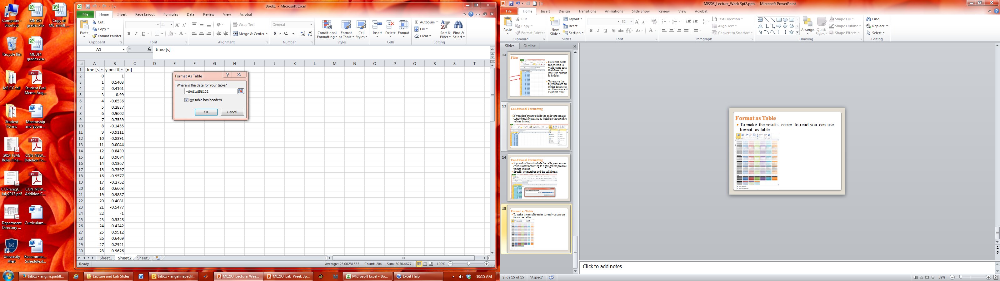 Computer - Shortcut
ME 303 grades.xlsx
Copy of ME_enroll_...
Recycle Bin
ME 314 grades.xlsx
ME CC fall
Student Eval Memo Aug...
Student Forms
Mentorship and Spons...
2014 FSAE Rules Fina...
CCN_NEW... Deletion Fo...
CCPrereqC... July2013.pdf
CCN_NEW... Addition C...
Department Directory ...
Curriculum...
University Alert
Recommen... Schedule.d...
Book1 - Microsoft Excel
File Home Insert Page Layout Formulas Data Review View Acrobat
Paste Cut Copy Format Painter
11
Wrap Text
Merge & Center
General
Conditional Formatting Format as Table Cell Styles
Insert Delete Format
AutoSum Fill Clear
Sort & Filter Find & Select
Clipboard Font Alignment Number Styles Cells Editing
A1 fx time [s]
A B C D E F G H I J K L M N O P Q R S T
1 time [s y positi [m]
2 0 1
3 1 0.5403
4 2 -0.4161
5 3 -0.99
6 4 -0.6536
7 5 0.2837
8 6 0.9602
9 7 0.7539
10 8 -0.1455
11 9 -0.9111
12 10 -0.8391
13 11 0.0044
14 12 0.8439
15 13 0.9074
16 14 0.1367
17 15 -0.7597
18 16 -0.9577
19 17 -0.2752
20 18 0.6603
21 19 0.9887
22 20 0.4081
23 21 -0.5477
24 22 -1
25 23 -0.5328
26 24 0.4242
27 25 0.9912
28 26 0.6469
29 27 -0.2921
30 28 -0.9626
Format As Table
Where is the data for your table?
=$A$1:$B$102
My table has headers
OK Cancel
Sheet1 Sheet2 Sheet3
Ready Average: 25.00231535 Count: 204 Sum: 5050.4677 100%
Inbox - ang.m.padill... Lecture and Lab Slides Inbox - angelinapadil... ME203_Lecture_Wee... ME203_Lab_Week 3p... Microsoft Excel - Bo... Excel Help 10:15 AM
ME203_Lecture_Week 3pt2.pptx - Microsoft PowerPoint
File Home Insert Design Transitions Animations Slide Show Review View Acrobat
Paste Cut Copy Format Painter
New Slide Layout Reset Section
32
B I U S abc AV Aa A
Text Direction
Align Text
Convert to SmartArt
Arrange Quick Styles
Shape Fill
Shape Outline
Shape Effects
Find
Replace
Select
Clipboard Slides Font Paragraph Drawing Editing
Slides Outline
12
Filter
Data that meets
the criteria is
visible and data
that does not
meet the criteria
is hidden
To remove the
filter and see all
of the data click
on the arrow and
clear the filter
13
Conditional Formatting
If you don't want to hide the cells you can use
conditional formatting to highlight the positive
values instead
14
Conditional Formatting
If you don't want to hide the cells you can use
conditional formatting to highlight the positive
values instead
Specify the number and the cell format
15
Format as Table
To make the results easier to read you can use
format as table
Format as Table
To make the results easier to read you can use
format as table
Click to add notes
Slide 15 of 15 "Aspect" 39%